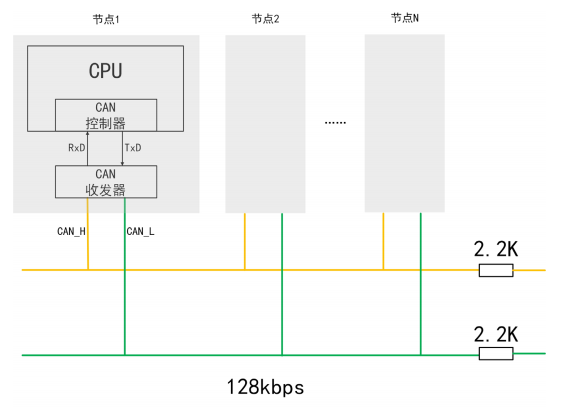 节点1
节点2
节点N
CPU
CAN
控制器
RxD
TxD
CAN
收发器
……
CAN_H
CAN_L
2.2K
2.2K
128kbps